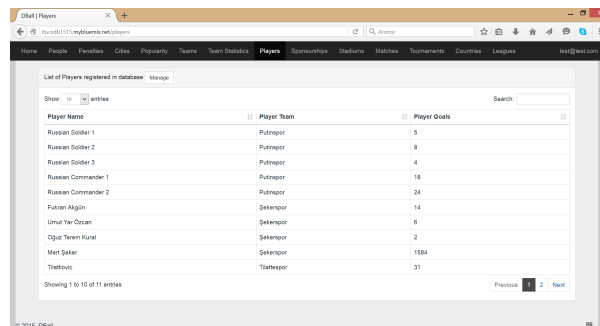 DBall | Players
itucsdb1515.mybluemix.net/players
Arama
Home People Penalties Cities Popularity Teams Team Statistics Players Sponsorships Stadiums Matches Tournaments Countries Leagues test@test.com
List of Players registered in database Manage
Show 10 entries Search:
Player Name Player Team Player Goals
Russian Soldier 1 Putinspor 5
Russian Soldier 2 Putinspor 8
Russian Soldier 3 Putinspor 4
Russian Commander 1 Putinspor 18
Russian Commander 2 Putinspor 24
Fukran Akgün Şekerspor 14
Umut Yar Özcan Şekerspor 6
Oğuz Terem Kural Şekerspor 2
Mert Şeker Şekerspor 1584
Tilattiovic Tilattespor 31
Showing 1 to 10 of 11 entries Previous 1 2 Next
© 2015, DBall